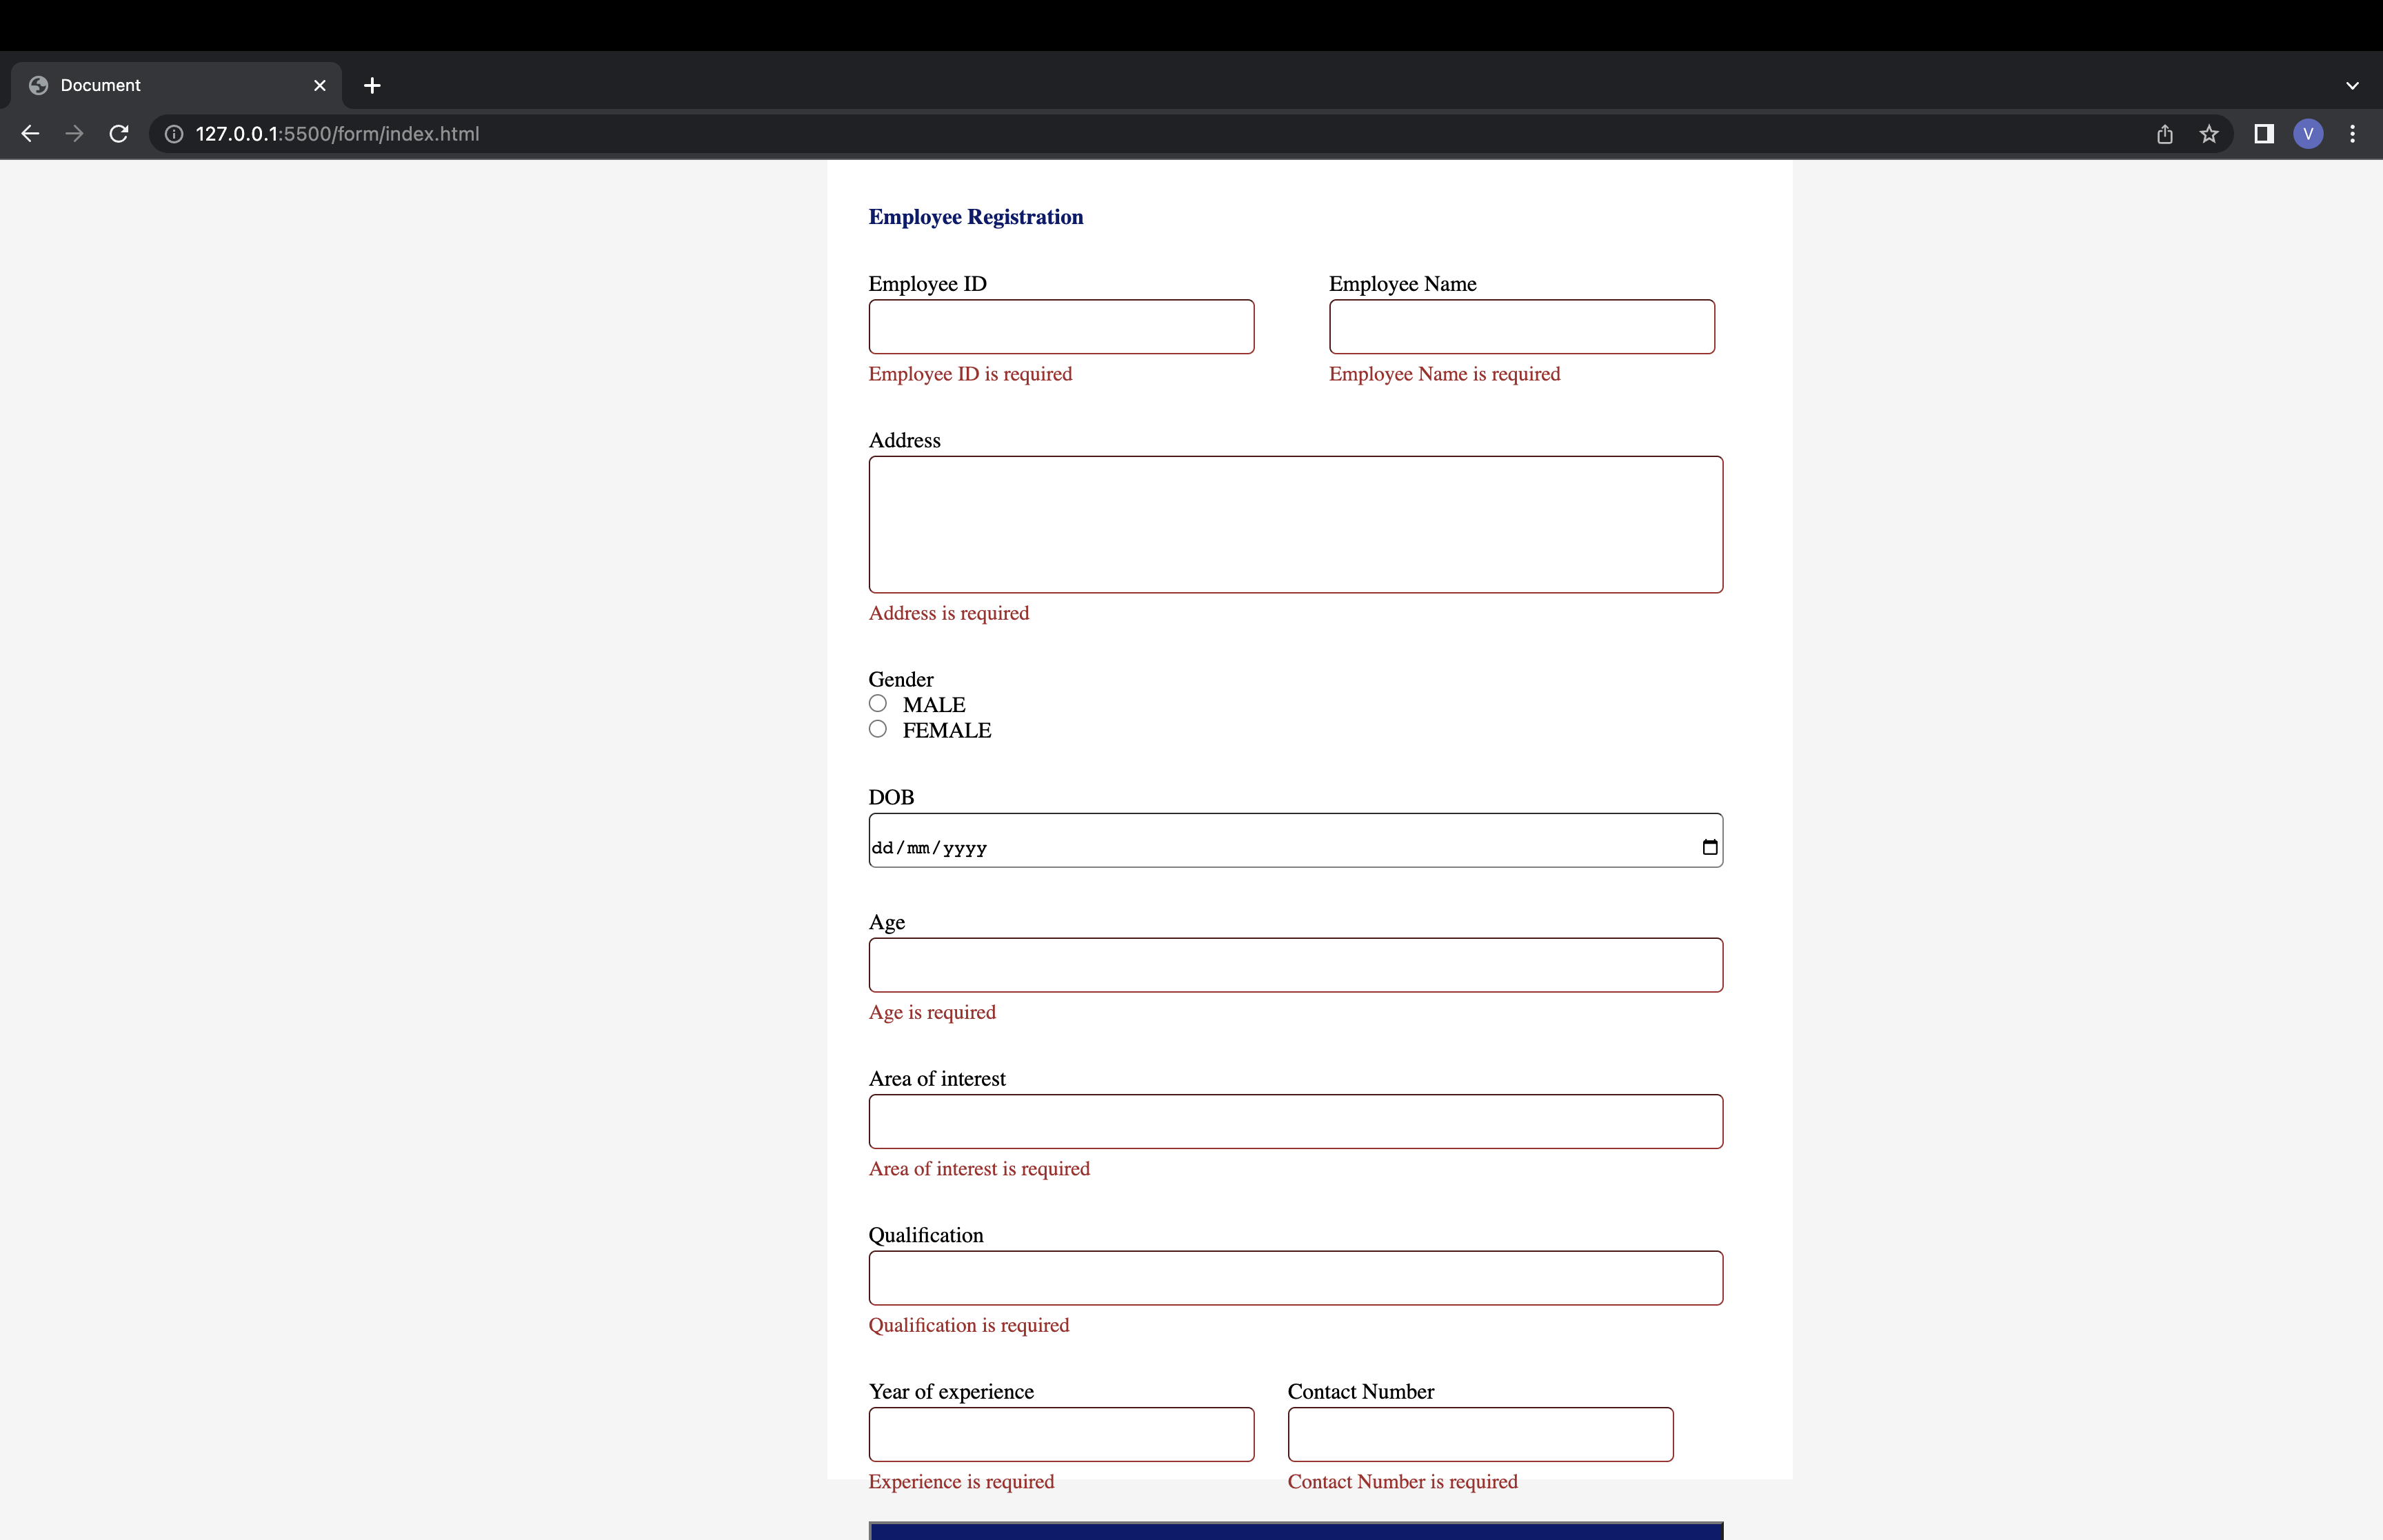 Document
127.0.0.1:5500/form/index.html
V
Employee Registration
Employee ID
Employee Name
Employee ID is required
Employee Name is required
Address
Address is required
Gender
MALE
FEMALE
DOB
dd/mm/yyyy
Age
Age is required
Area of interest
Area of interest is required
Qualification
Qualification is required
Year of experience
Contact Number
Experience is required
Contact Number is required